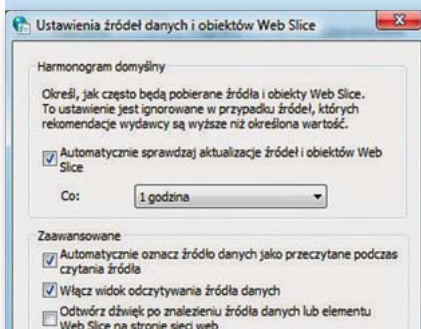 Ustawienia źródeł danych i obiektów Web Slice
Harmonogram domyślny
Określ, jak często będą pobierane źródła i obiekty Web Slice.
To ustawienie jest ignorowane w przypadku źródeł, których
rekomendacje wydawcy są wyższe niż określona wartość.
Automatycznie sprawdzaj aktualizacje źródeł i obiektów Web
Slice
Co:
1 godzina
Zaawansowane
Automatycznie oznacz źródło danych jako przeczytane podczas
czytania źródła
Włącz widok odczytywania źródła danych
Odtwórz dźwięk po znalezieniu źródła danych lub elementu
Web Slice na stronie sieci web